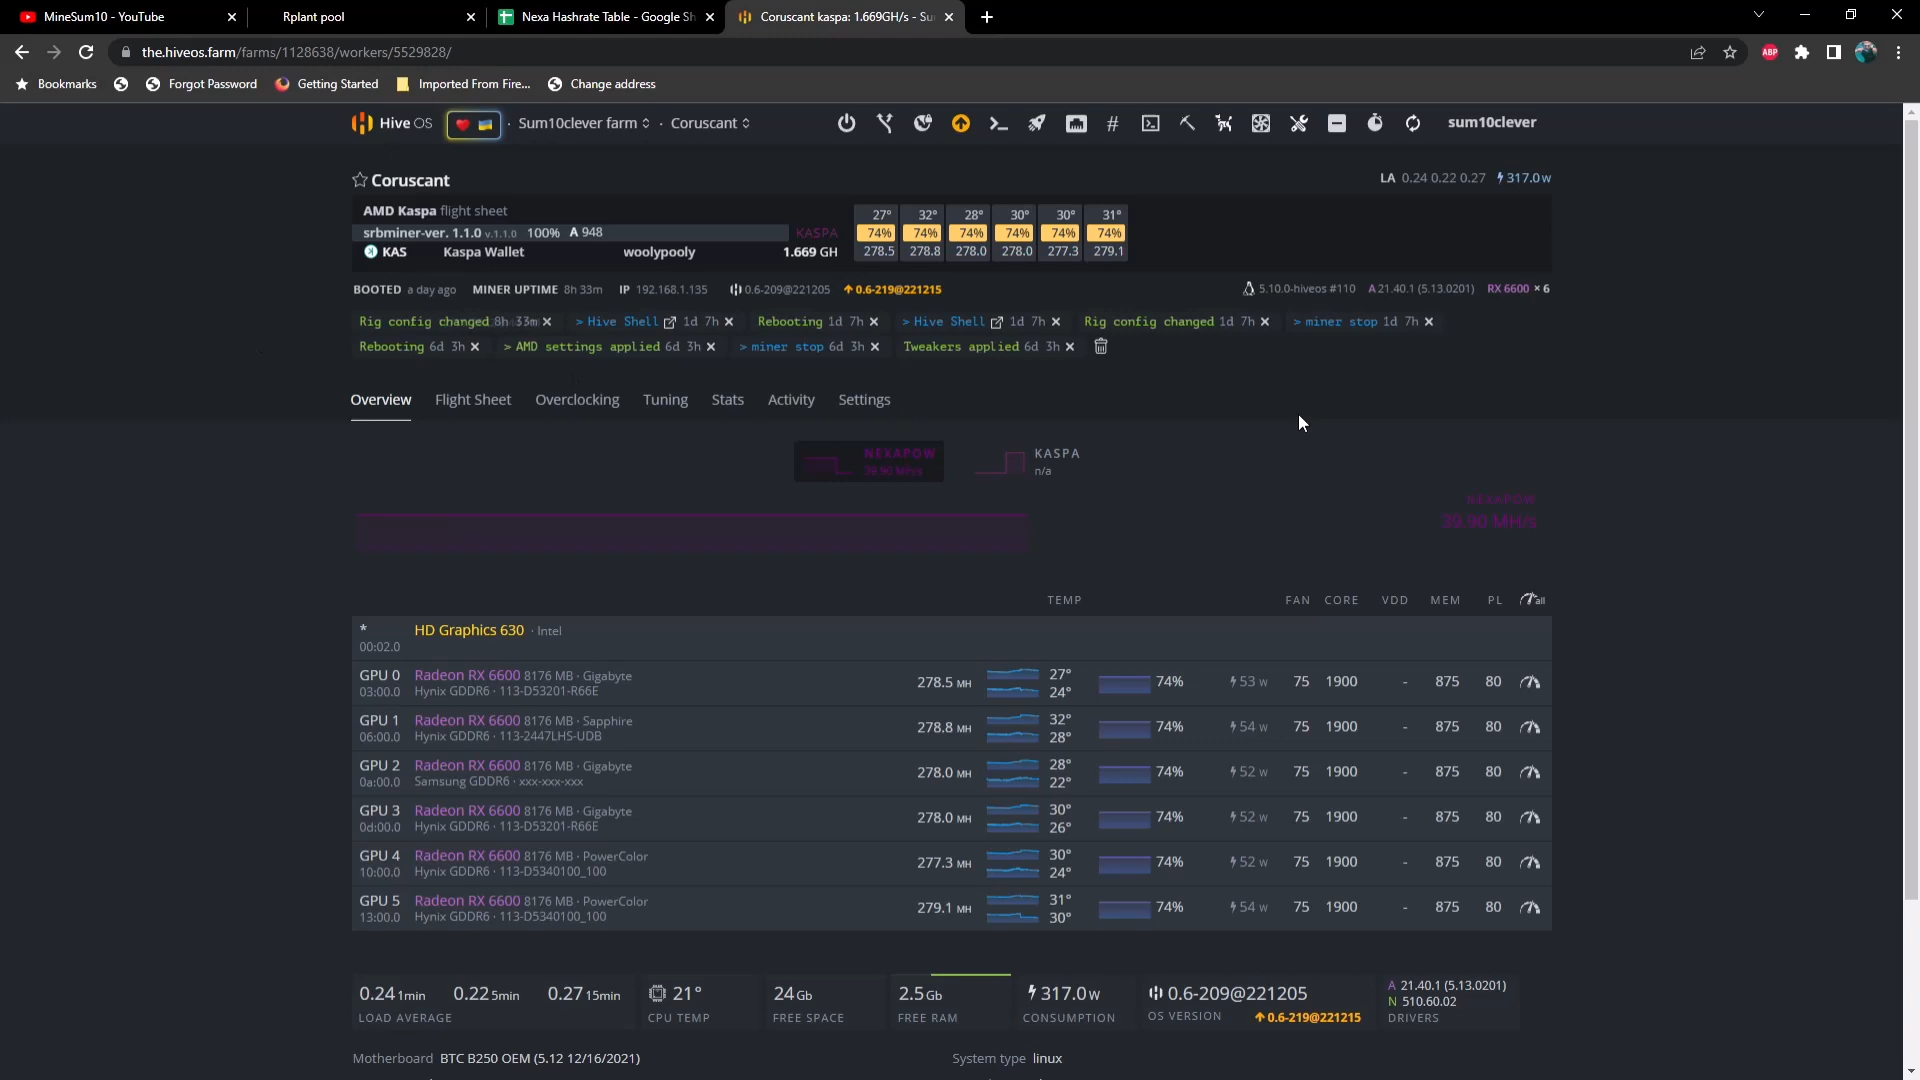 MineSum10 - YouTube
Rplant pool
Nexa Hashrate Table - Google Sh
Coruscant kaspa: 1.669GH/s - Su
the.hiveos.farm/farms/1128638/workers/5529828/
ABP
Bookmarks
Forgot Password
Getting Started
Imported From Fire...
Change address
Hive OS
· Sum10clever farm
· Coruscant
#
sum10clever
Coruscant
LA 0.24 0.22 0.27 317.0 W
AMD Kaspa flight sheet
srbminer-ver. 1.1.0 v.1.1.0 100% A 948 KASPA
KAS Kaspa Wallet woolypooly 1.669 GH
27° 32° 28° 30° 30° 31°
74% 74% 74% 74% 74% 74%
278.5 278.8 278.0 278.0 277.3 279.1
BOOTED a day ago MINER UPTIME 8h 33m IP 192.168.1.135 0.6-209@221205 0.6-219@221215
5.10.0-hiveos #110 A 21.40.1 (5.13.0201) RX 6600 × 6
Rig config changed 8h 33m > Hive Shell 1d 7h Rebooting 1d 7h > Hive Shell 1d 7h Rig config changed 1d 7h > miner stop 1d 7h
Rebooting 6d 3h > AMD settings applied 6d 3h > miner stop 6d 3h Tweakers applied 6d 3h
Overview Flight Sheet Overclocking Tuning Stats Activity Settings
NEXAPOW
39.90 MH/s
KASPA
n/a
NEXAPOW
39.90 MH/s
TEMP FAN CORE VDD MEM PL all
* HD Graphics 630 · Intel
00:02.0
GPU 0 Radeon RX 6600 8176 MB · Gigabyte 278.5 MH 27° 74% 53 W 75 1900 - 875 80
03:00.0 Hynix GDDR6 · 113-D53201-R66E 24°
GPU 1 Radeon RX 6600 8176 MB · Sapphire 278.8 MH 32° 74% 54 W 75 1900 - 875 80
06:00.0 Hynix GDDR6 · 113-2447LHS-UDB 28°
GPU 2 Radeon RX 6600 8176 MB · Gigabyte 278.0 MH 28° 74% 52 W 75 1900 - 875 80
0a:00.0 Samsung GDDR6 · xxx-xxx-xxx 22°
GPU 3 Radeon RX 6600 8176 MB · Gigabyte 278.0 MH 30° 74% 52 W 75 1900 - 875 80
0d:00.0 Hynix GDDR6 · 113-D53201-R66E 26°
GPU 4 Radeon RX 6600 8176 MB · PowerColor 277.3 MH 30° 74% 52 W 75 1900 - 875 80
10:00.0 Hynix GDDR6 · 113-D5340100_100 24°
GPU 5 Radeon RX 6600 8176 MB · PowerColor 279.1 MH 31° 74% 54 W 75 1900 - 875 80
13:00.0 Hynix GDDR6 · 113-D5340100_100 30°
0.24 1min 0.22 5min 0.27 15min
LOAD AVERAGE
21°
CPU TEMP
24 Gb
FREE SPACE
2.5 Gb
FREE RAM
317.0 W
CONSUMPTION
0.6-209@221205
OS VERSION 0.6-219@221215
A 21.40.1 (5.13.0201)
N 510.60.02
DRIVERS
Motherboard BTC B250 OEM (5.12 12/16/2021)
System type linux